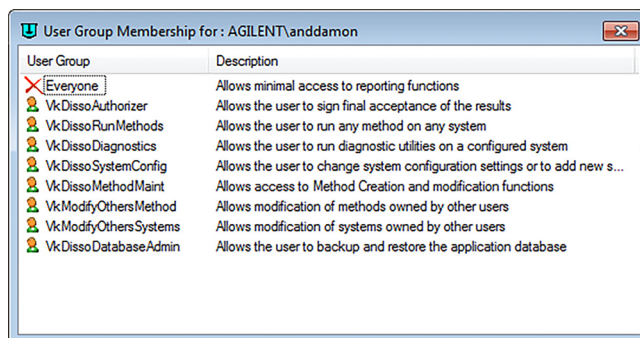 User Group Membership for : AGILENT\anddamon
User Group Description
Everyone Allows minimal access to reporting functions
VkDissoAuthorizer Allows the user to sign final acceptance of the results
VkDissoRunMethods Allows the user to run any method on any system
VkDissoDiagnostics Allows the user to run diagnostic utilities on a configured system
VkDissoSystemConfig Allows the user to change system configuration settings or to add new s...
VkDissoMethodMaint Allows access to Method Creation and modification functions
VkModifyOthersMethod Allows modification of methods owned by other users
VkModifyOthersSystems Allows modification of systems owned by other users
VkDissoDatabaseAdmin Allows the user to backup and restore the application database